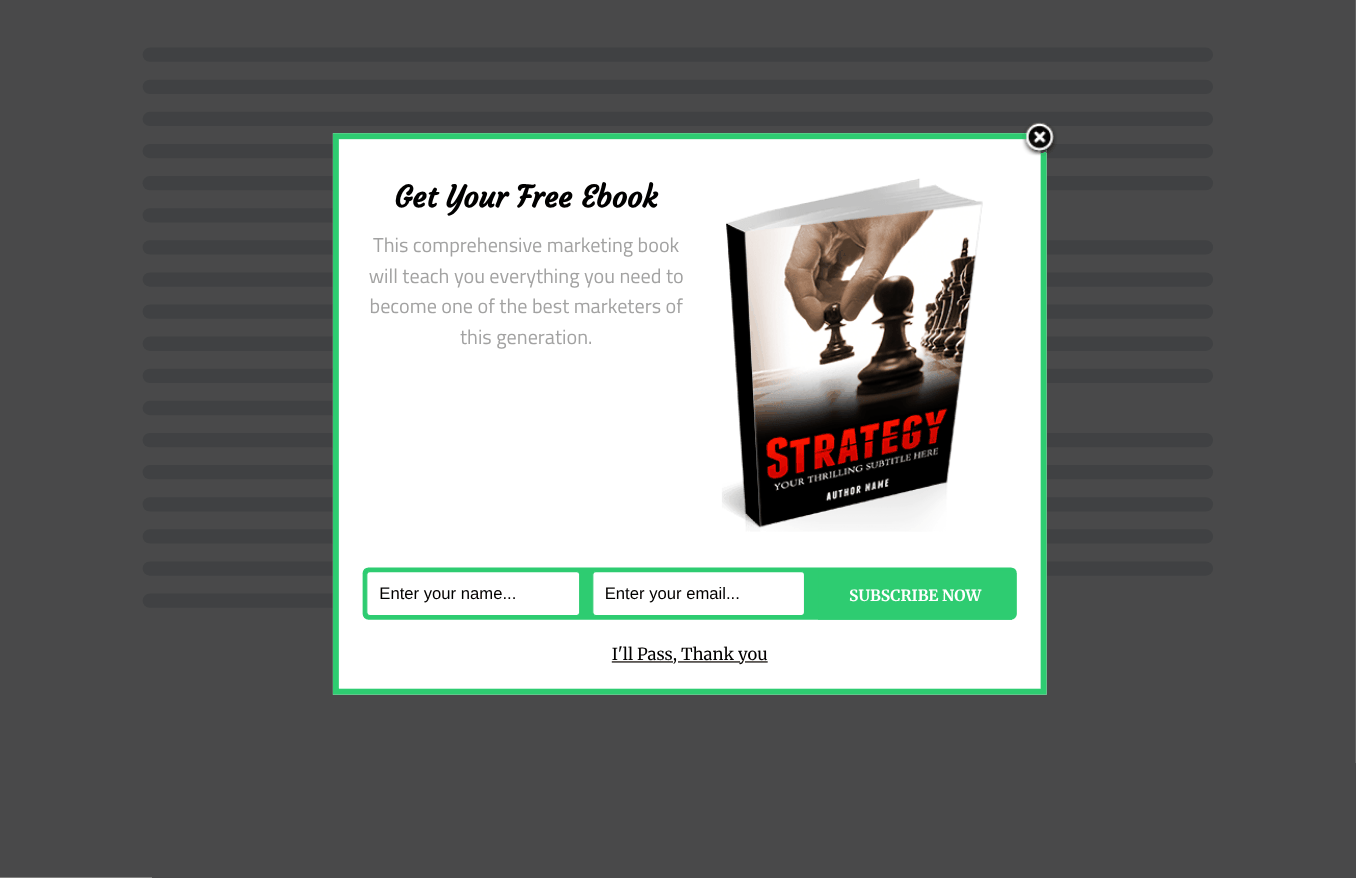 Get Your Free Ebook
This comprehensive marketing book
will teach you everything you need to
become one of the best marketers of
this generation.
STRATEGY
YOUR THRILLING SUBTITLE HERE
AUTHOR NAME
Enter your name...
Enter your email...
SUBSCRIBE NOW
I'll Pass, Thank you